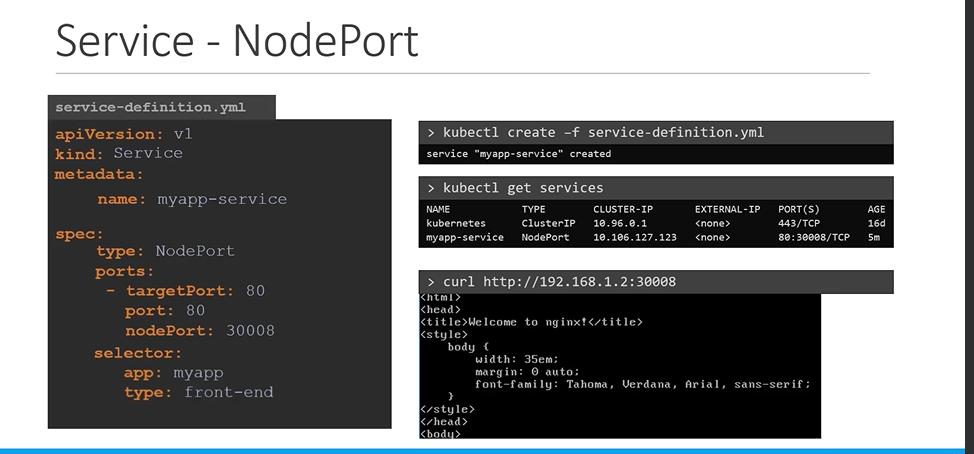 Service - NodePort
service-definition.yml
apiVersion: v1
kind: Service
metadata:
name: myapp-service
spec:
type: NodePort
ports:
- targetPort: 80
port: 80
nodePort: 30008
selector:
app: myapp
type: front-end
> kubectl create –f service-definition.yml
service "myapp-service" created
> kubectl get services
NAME TYPE CLUSTER-IP EXTERNAL-IP PORT(S) AGE
kubernetes ClusterIP 10.96.0.1 <none> 443/TCP 16d
myapp-service NodePort 10.106.127.123 <none> 80:30008/TCP 5m
> curl http://192.168.1.2:30008
<html>
<head>
<title>Welcome to nginx!</title>
<style>
body {
width: 35em;
margin: 0 auto;
font-family: Tahoma, Verdana, Arial, sans-serif;
}
</style>
</head>
<body>